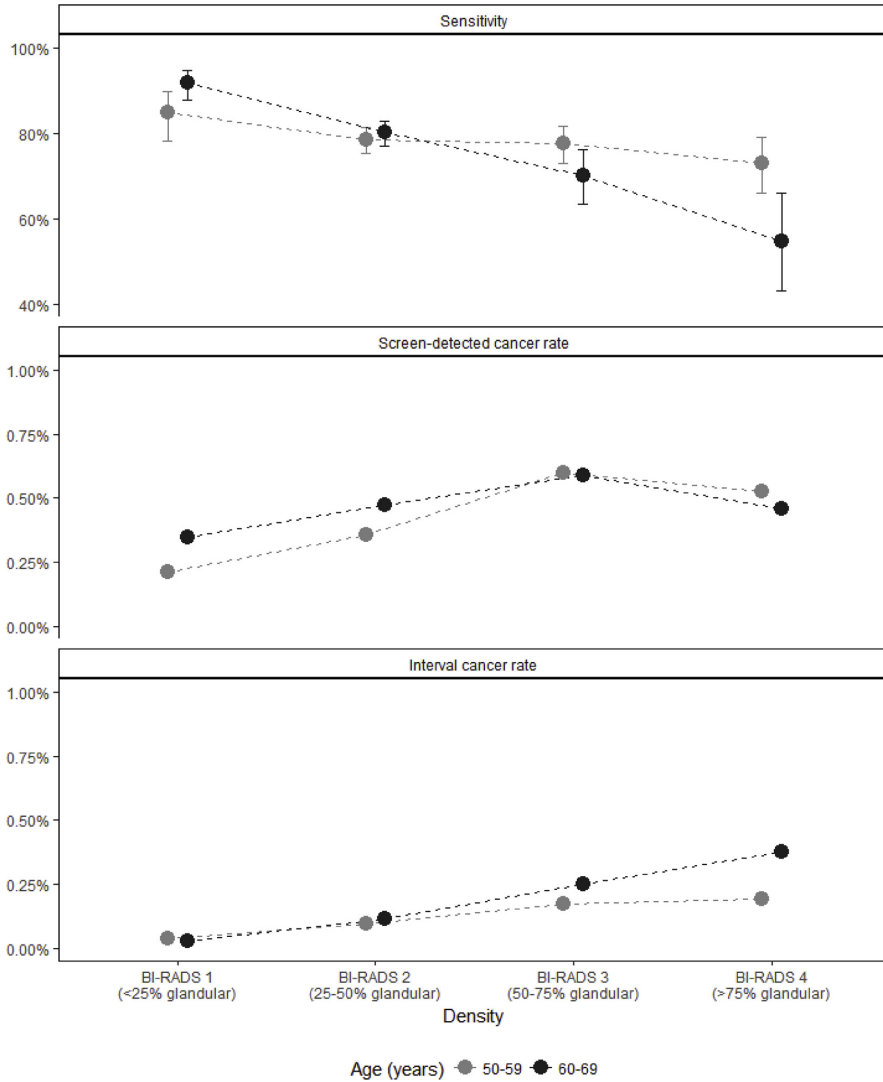 Sensitivity
100%
80%
60%
40%
Screen-detected cancer rate
1.00%
0.75%
0.50%
0.25%
0.00%
Interval cancer rate
1.00%
0.75%
0.50%
0.25%
0.00%
BI-RADS 1 BI-RADS 2 BI-RADS 3 BI-RADS 4
(<25% glandular) (25-50% glandular) (50-75% glandular) (>75% glandular)
Density
Age (years) 50-59 60-69